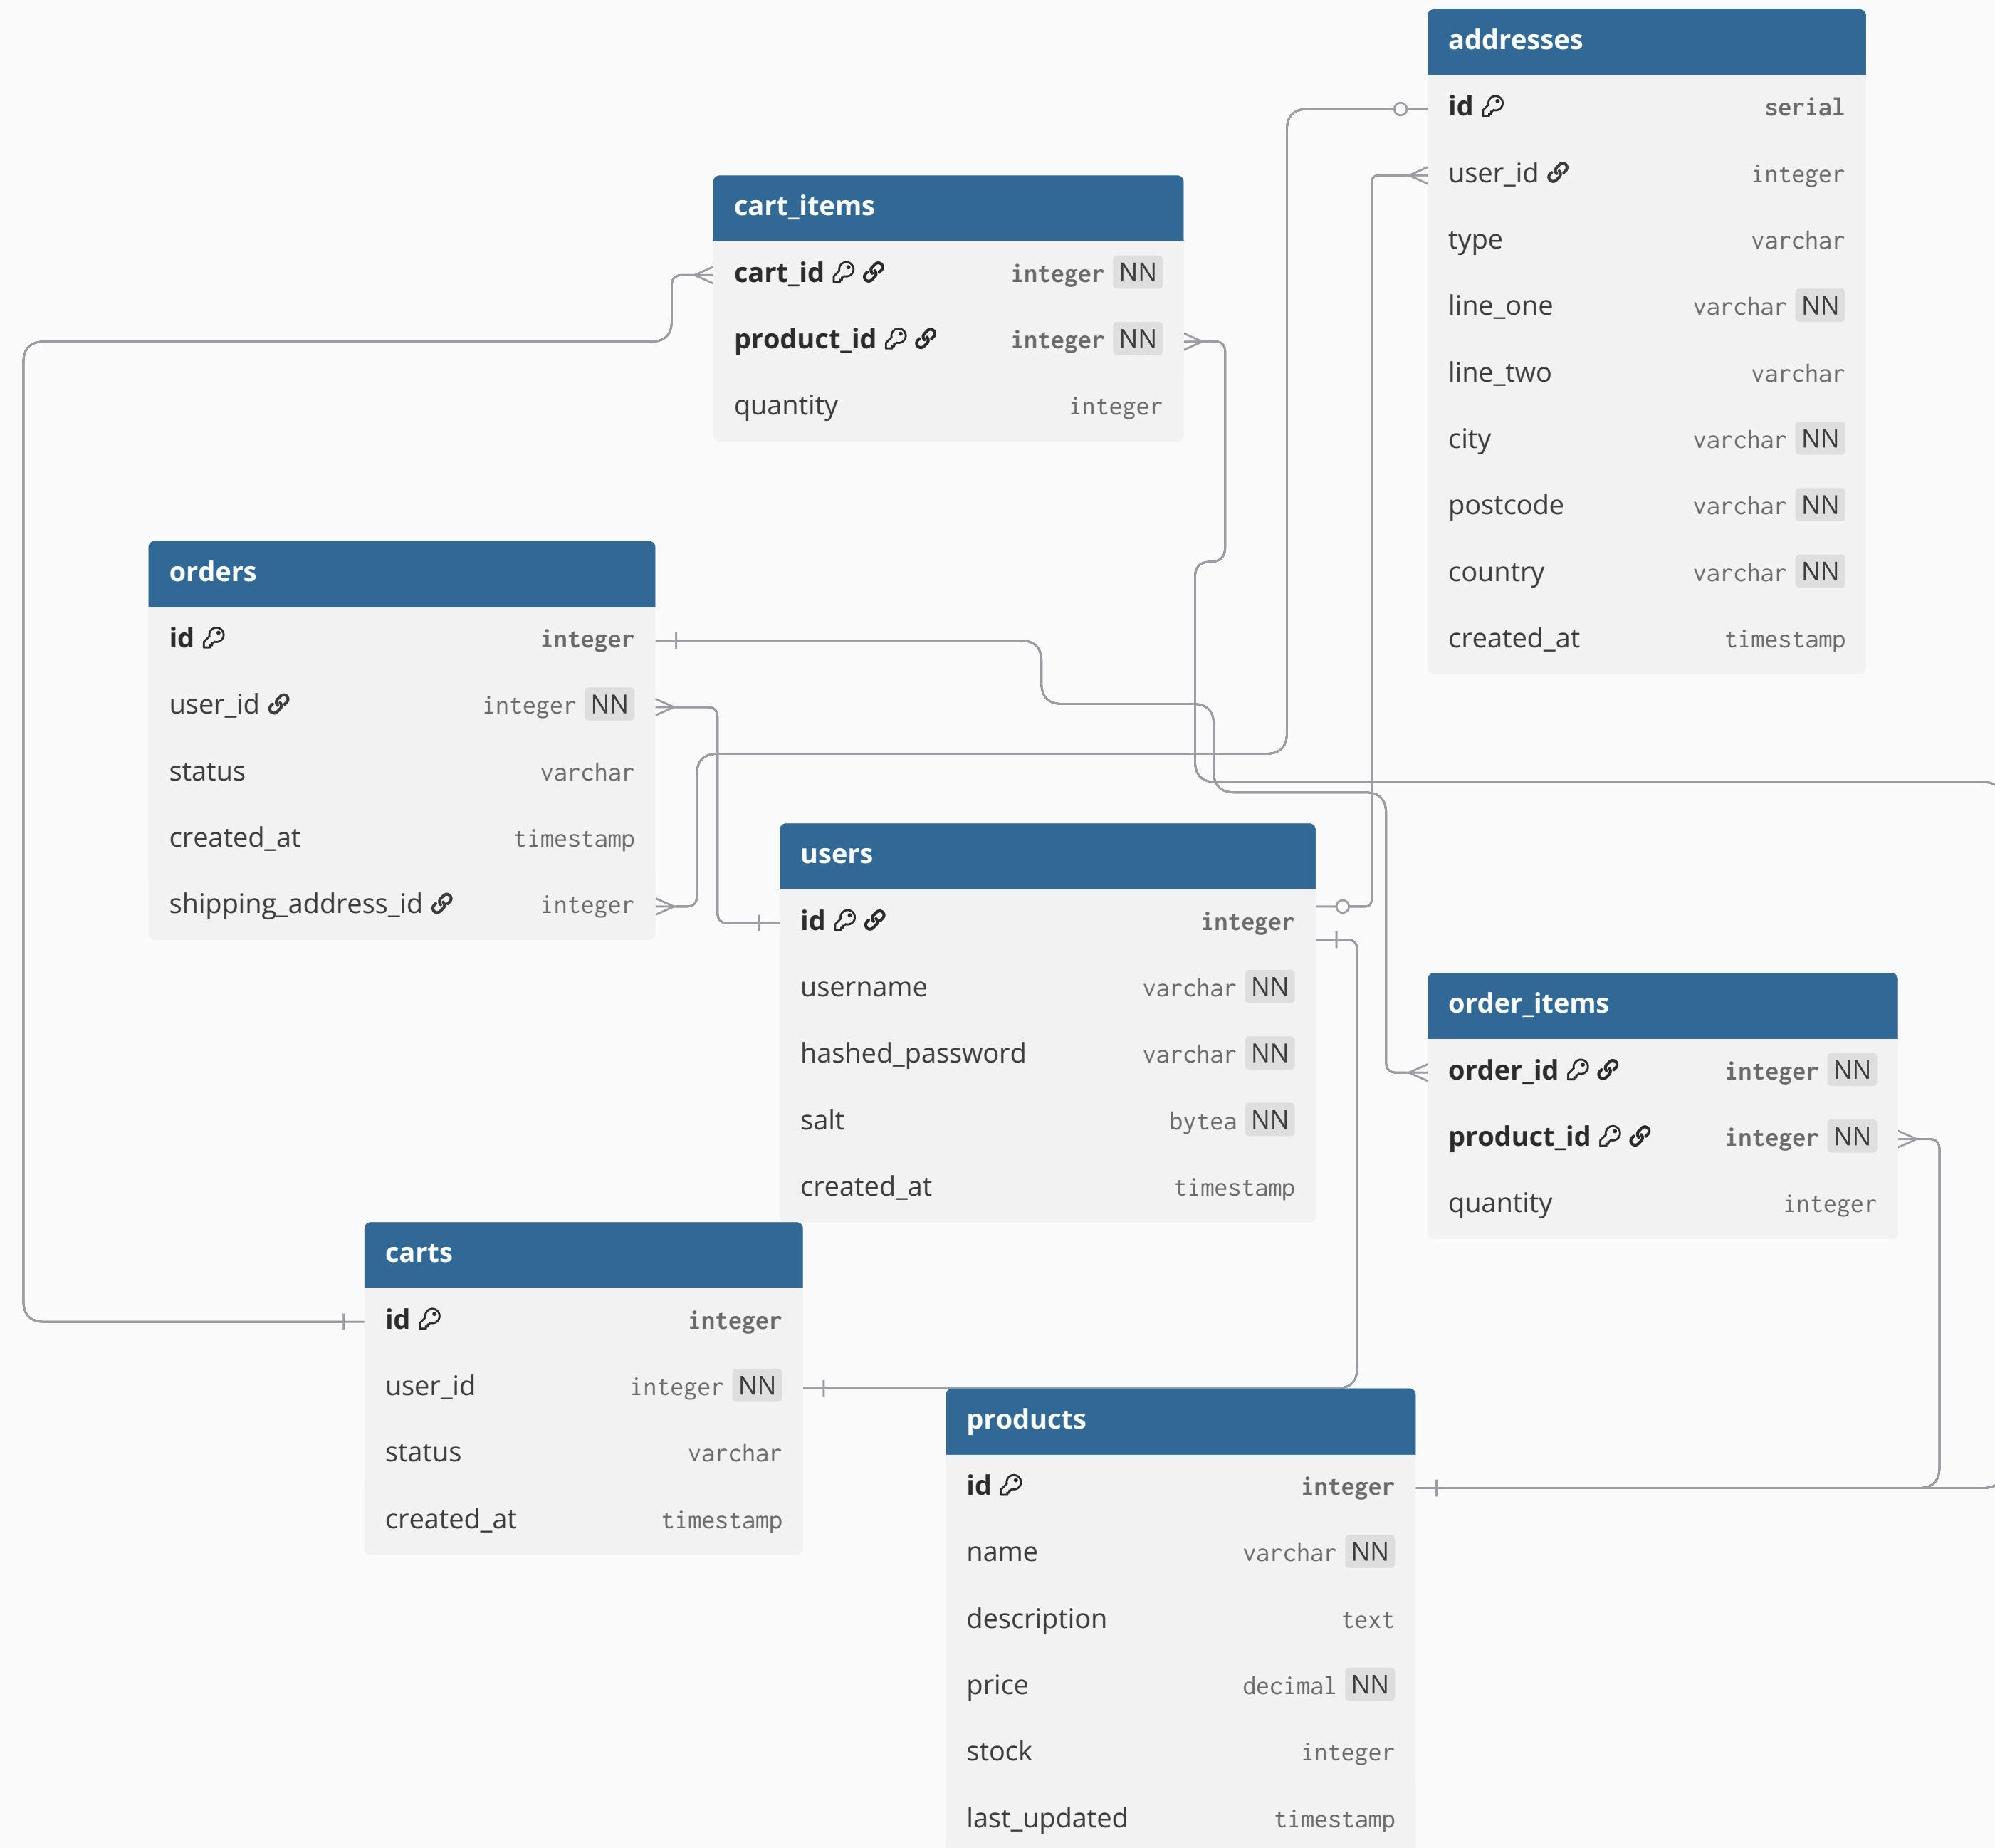 addresses
id serial
user_id integer
type varchar
line_one varchar NN
line_two varchar
city varchar NN
postcode varchar NN
country varchar NN
created_at timestamp
cart_items
cart_id integer NN
product_id integer NN
quantity integer
orders
id integer
user_id integer NN
status varchar
created_at timestamp
shipping_address_id integer
users
id integer
username varchar NN
hashed_password varchar NN
salt bytea NN
created_at timestamp
order_items
order_id integer NN
product_id integer NN
quantity integer
carts
id integer
user_id integer NN
status varchar
created_at timestamp
products
id integer
name varchar NN
description text
price decimal NN
stock integer
last_updated timestamp